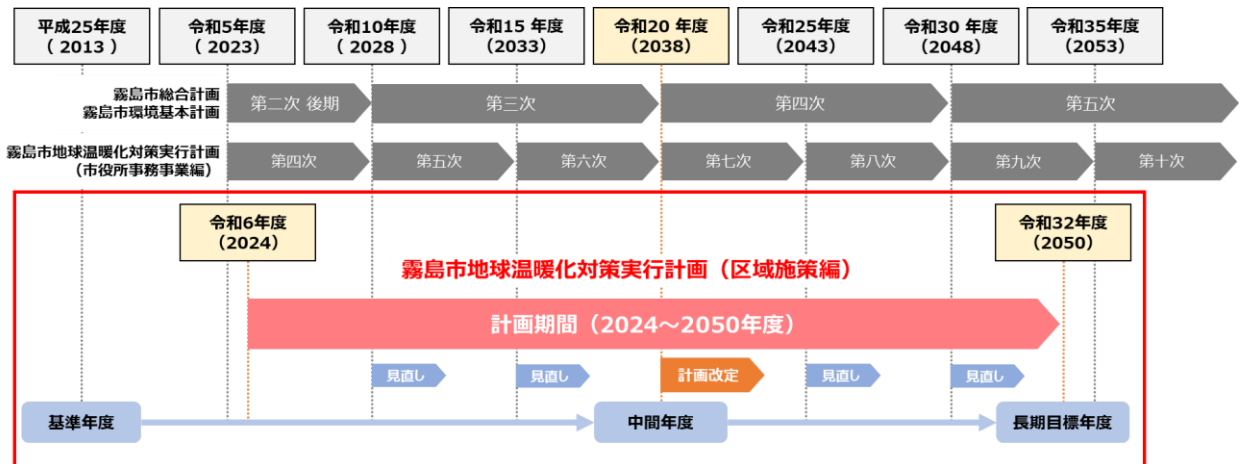 平成25年度
（ 2013 ）
令和5年度
（ 2023）
令和10年度
（ 2028 ）
令和15 年度
（2033）
令和20 年度
（2038）
令和25年度
（2043）
令和30 年度
（2048）
令和35年度
（2053）
霧島市総合計画
霧島市環境基本計画
第二次 後期
第三次
第四次
第五次
霧島市地球温暖化対策実行計画
（市役所事務事業編）
第四次
第五次
第六次
第七次
第八次
第九次
第十次
令和6年度
（2024）
令和32年度
（2050）
霧島市地球温暖化対策実行計画（区域施策編）
計画期間（2024～2050年度）
見直し
見直し
計画改定
見直し
見直し
基準年度
中間年度
長期目標年度